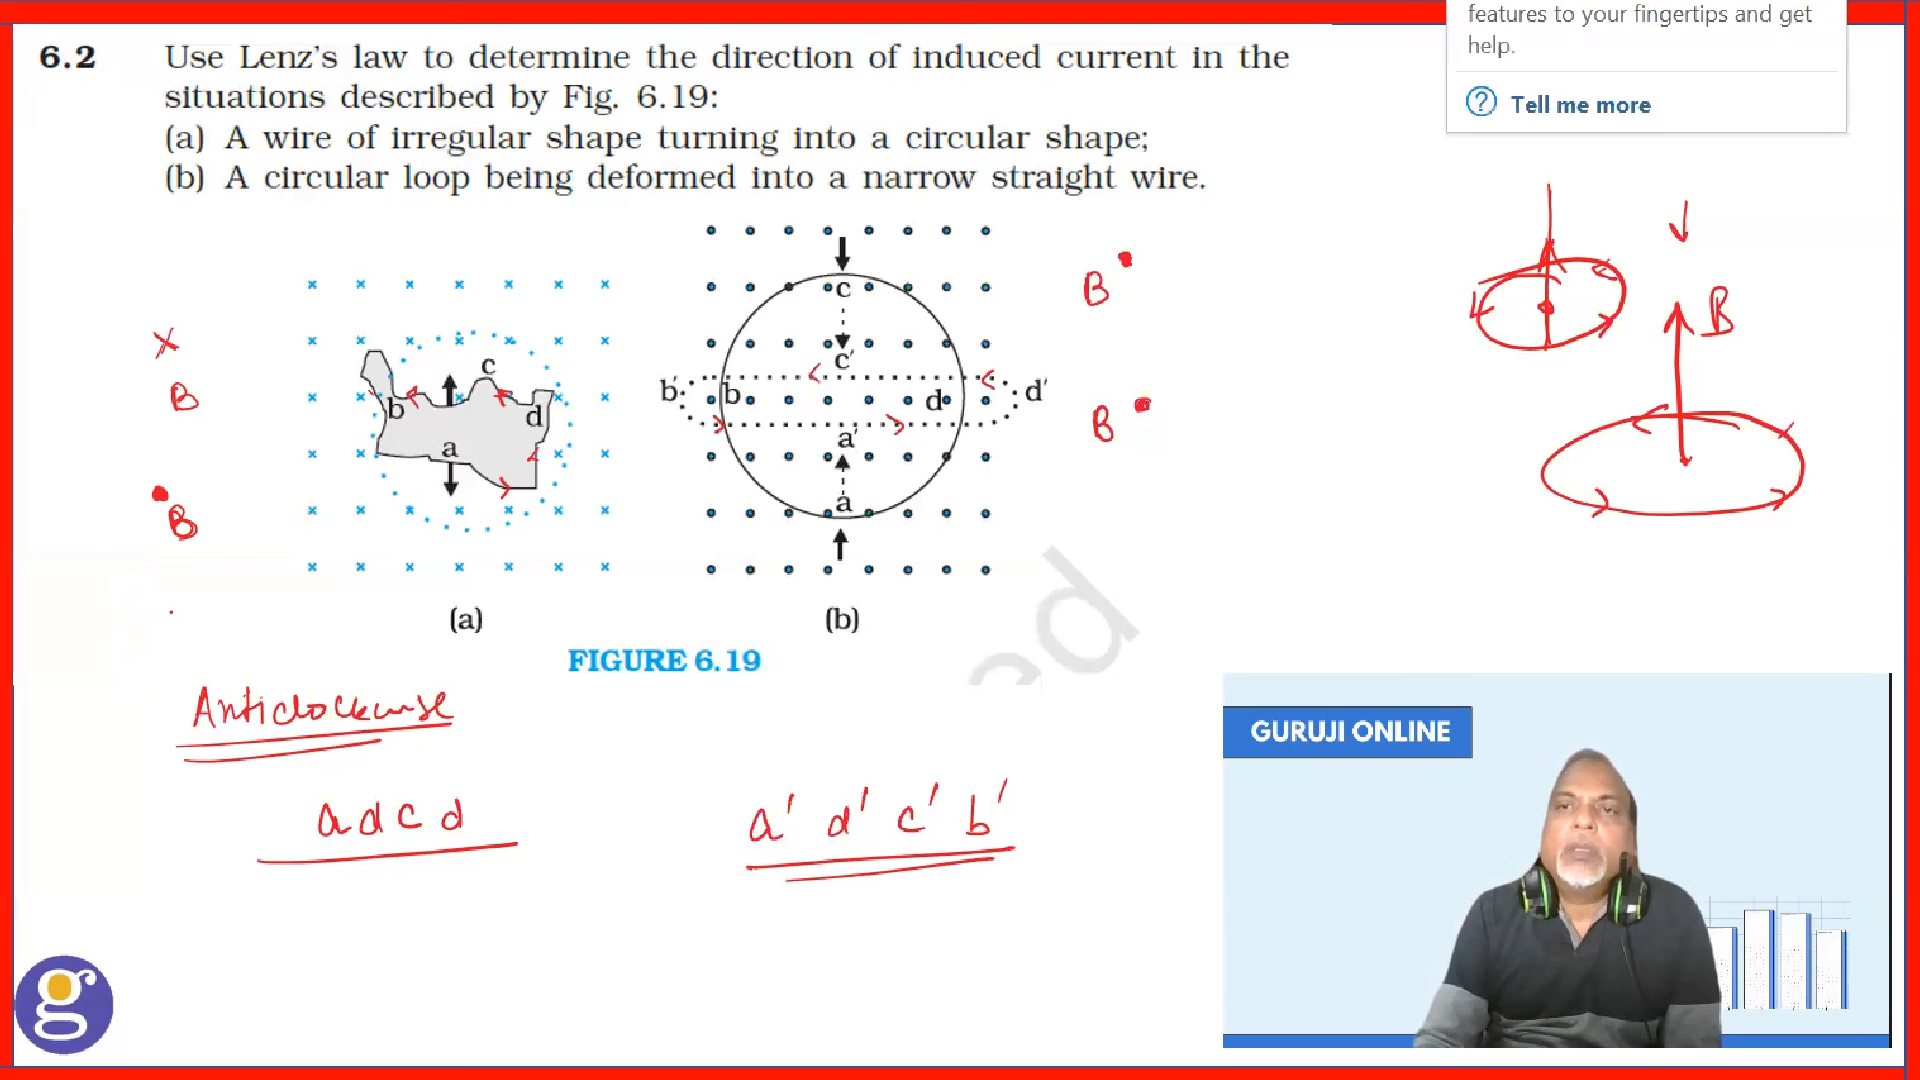 features to your fingertips and get
help.
Tell me more
6.2 Use Lenz's law to determine the direction of induced current in the
situations described by Fig. 6.19:
(a) A wire of irregular shape turning into a circular shape;
(b) A circular loop being deformed into a narrow straight wire.
x
B
B
c
b
d
a
(a)
c
c′
b′ b d d′
a′
a
(b)
B
B
B
FIGURE 6.19
ed
Anticlockwise
a d c d
a′ d′ c′ b′
GURUJI ONLINE
g